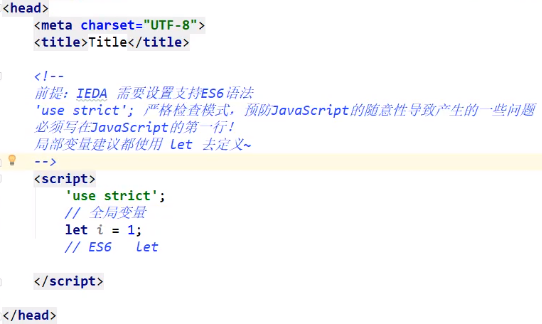 <head>
<meta charset="UTF-8">
<title>Title</title>
<!--
前提：IEDA 需要设置支持ES6语法
'use strict'; 严格检查模式，预防JavaScript的随意性导致产生的一些问题
必须写在JavaScript的第一行！
局部变量建议都使用 let 去定义~
-->
<script>
'use strict';
// 全局变量
let i = 1;
// ES6 let
</script>
</head>